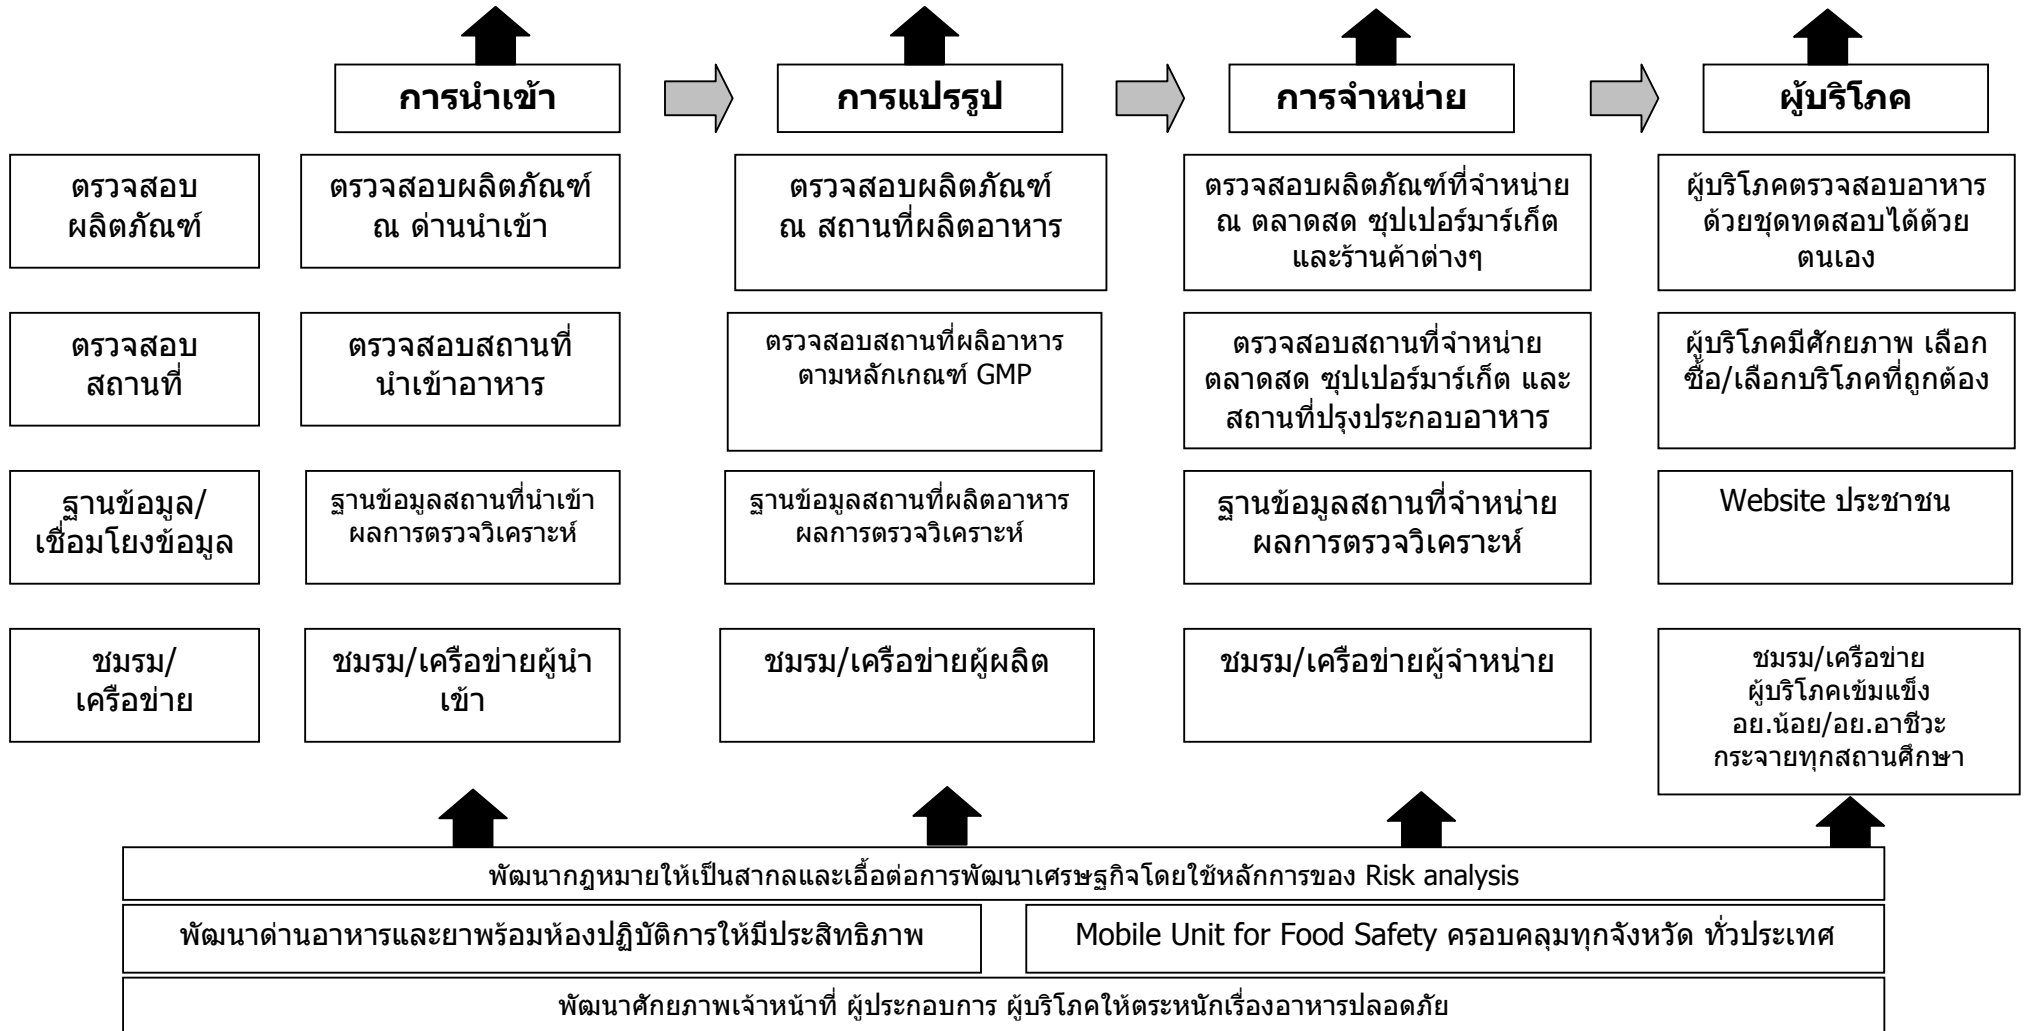 การนำเข้า
การแปรรูป
การจำหน่าย
ผู้บริโภค
ตรวจสอบ
ผลิตภัณฑ์
ตรวจสอบผลิตภัณฑ์
ณ ด่านนำเข้า
ตรวจสอบผลิตภัณฑ์
ณ สถานที่ผลิตอาหาร
ตรวจสอบผลิตภัณฑ์ที่จำหน่าย
ณ ตลาดสด ซุปเปอร์มาร์เก็ต
และร้านค้าต่างๆ
ผู้บริโภคตรวจสอบอาหาร
ด้วยชุดทดสอบได้ด้วย
ตนเอง
ตรวจสอบ
สถานที่
ตรวจสอบสถานที่
นำเข้าอาหาร
ตรวจสอบสถานที่ผลิอาหาร
ตามหลักเกณฑ์ GMP
ตรวจสอบสถานที่จำหน่าย
ตลาดสด ซุปเปอร์มาร์เก็ต และ
สถานที่ปรุงประกอบอาหาร
ผู้บริโภคมีศักยภาพ เลือก
ซื้อ/เลือกบริโภคที่ถูกต้อง
ฐานข้อมูล/
เชื่อมโยงข้อมูล
ฐานข้อมูลสถานที่นำเข้า
ผลการตรวจวิเคราะห์
ฐานข้อมูลสถานที่ผลิตอาหาร
ผลการตรวจวิเคราะห์
ฐานข้อมูลสถานที่จำหน่าย
ผลการตรวจวิเคราะห์
Website ประชาชน
ชมรม/
เครือข่าย
ชมรม/เครือข่ายผู้นำ
เข้า
ชมรม/เครือข่ายผู้ผลิต
ชมรม/เครือข่ายผู้จำหน่าย
ชมรม/เครือข่าย
ผู้บริโภคเข้มแข็ง
อย.น้อย/อย.อาชีวะ
กระจายทุกสถานศึกษา
พัฒนากฎหมายให้เป็นสากลและเอื้อต่อการพัฒนาเศรษฐกิจโดยใช้หลักการของ Risk analysis
พัฒนาด่านอาหารและยาพร้อมห้องปฏิบัติการให้มีประสิทธิภาพ
Mobile Unit for Food Safety ครอบคลุมทุกจังหวัด ทั่วประเทศ
พัฒนาศักยภาพเจ้าหน้าที่ ผู้ประกอบการ ผู้บริโภคให้ตระหนักเรื่องอาหารปลอดภัย